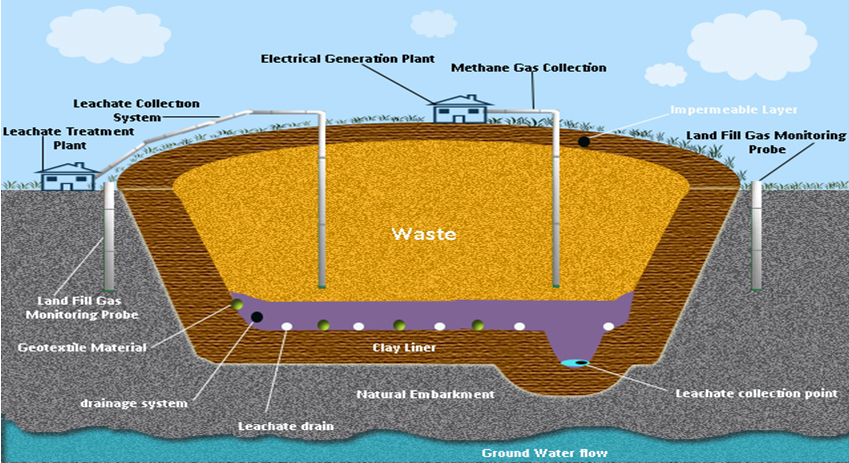 Electrical Generation Plant
Methane Gas Collection
Leachate Collection
System
Impermeable Layer
Leachate Treatment
Plant
Land Fill Gas Monitoring
Probe
Waste
Land Fill Gas
Monitoring Probe
Geotextile Material
Clay Liner
drainage system
Natural Embarkment
Leachate collection point
Leachate drain
Ground Water flow